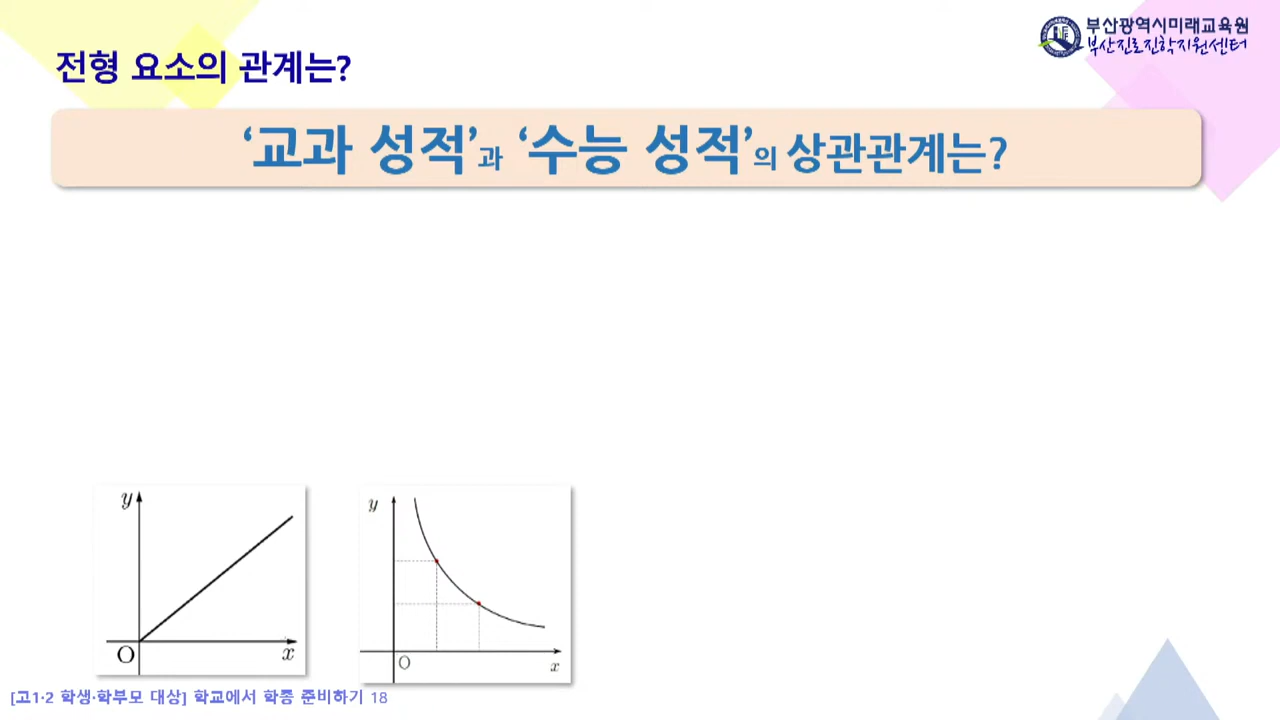 부산광역시미래교육원
부산진로진학지원센터
전형 요소의 관계는?
‘교과 성적’과 ‘수능 성적’의 상관관계는?
y
O
x
y
O
x
[고1·2 학생·학부모 대상] 학교에서 학종 준비하기 18